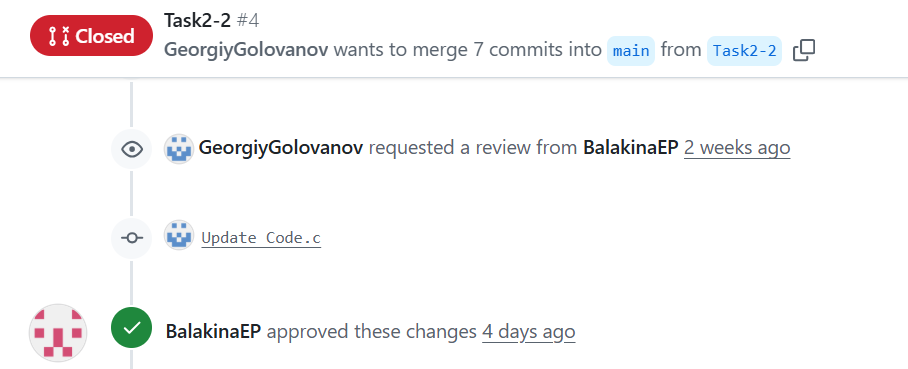 Closed
Task2-2 #4
GeorgiyGolovanov wants to merge 7 commits into main from Task2-2
GeorgiyGolovanov requested a review from BalakinaEP 2 weeks ago
Update Code.c
BalakinaEP approved these changes 4 days ago